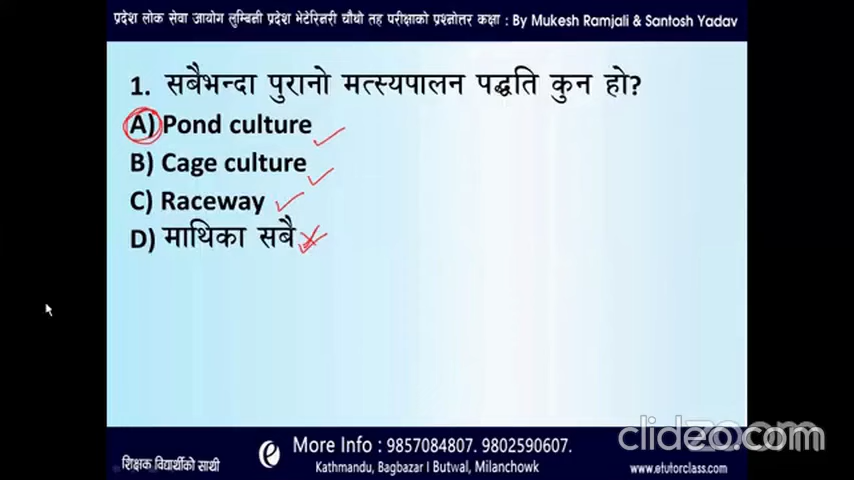 प्रदेश लोक सेवा आयोग लुम्बिनी प्रदेश भेटेरिनरी चौथो तह परीक्षाको प्रश्नोतर कक्षा : By Mukesh Ramjali & Santosh Yadav
1. सबैभन्दा पुरानो मत्स्यपालन पद्धति कुन हो?
A) Pond culture
B) Cage culture
C) Raceway
D) माथिका सबै
More Info : 9857084807. 9802590607.
शिक्षक विद्यार्थीको साथी
Kathmandu, Bagbazar I Butwal, Milanchowk
www.etutorclass.com
clideo.com